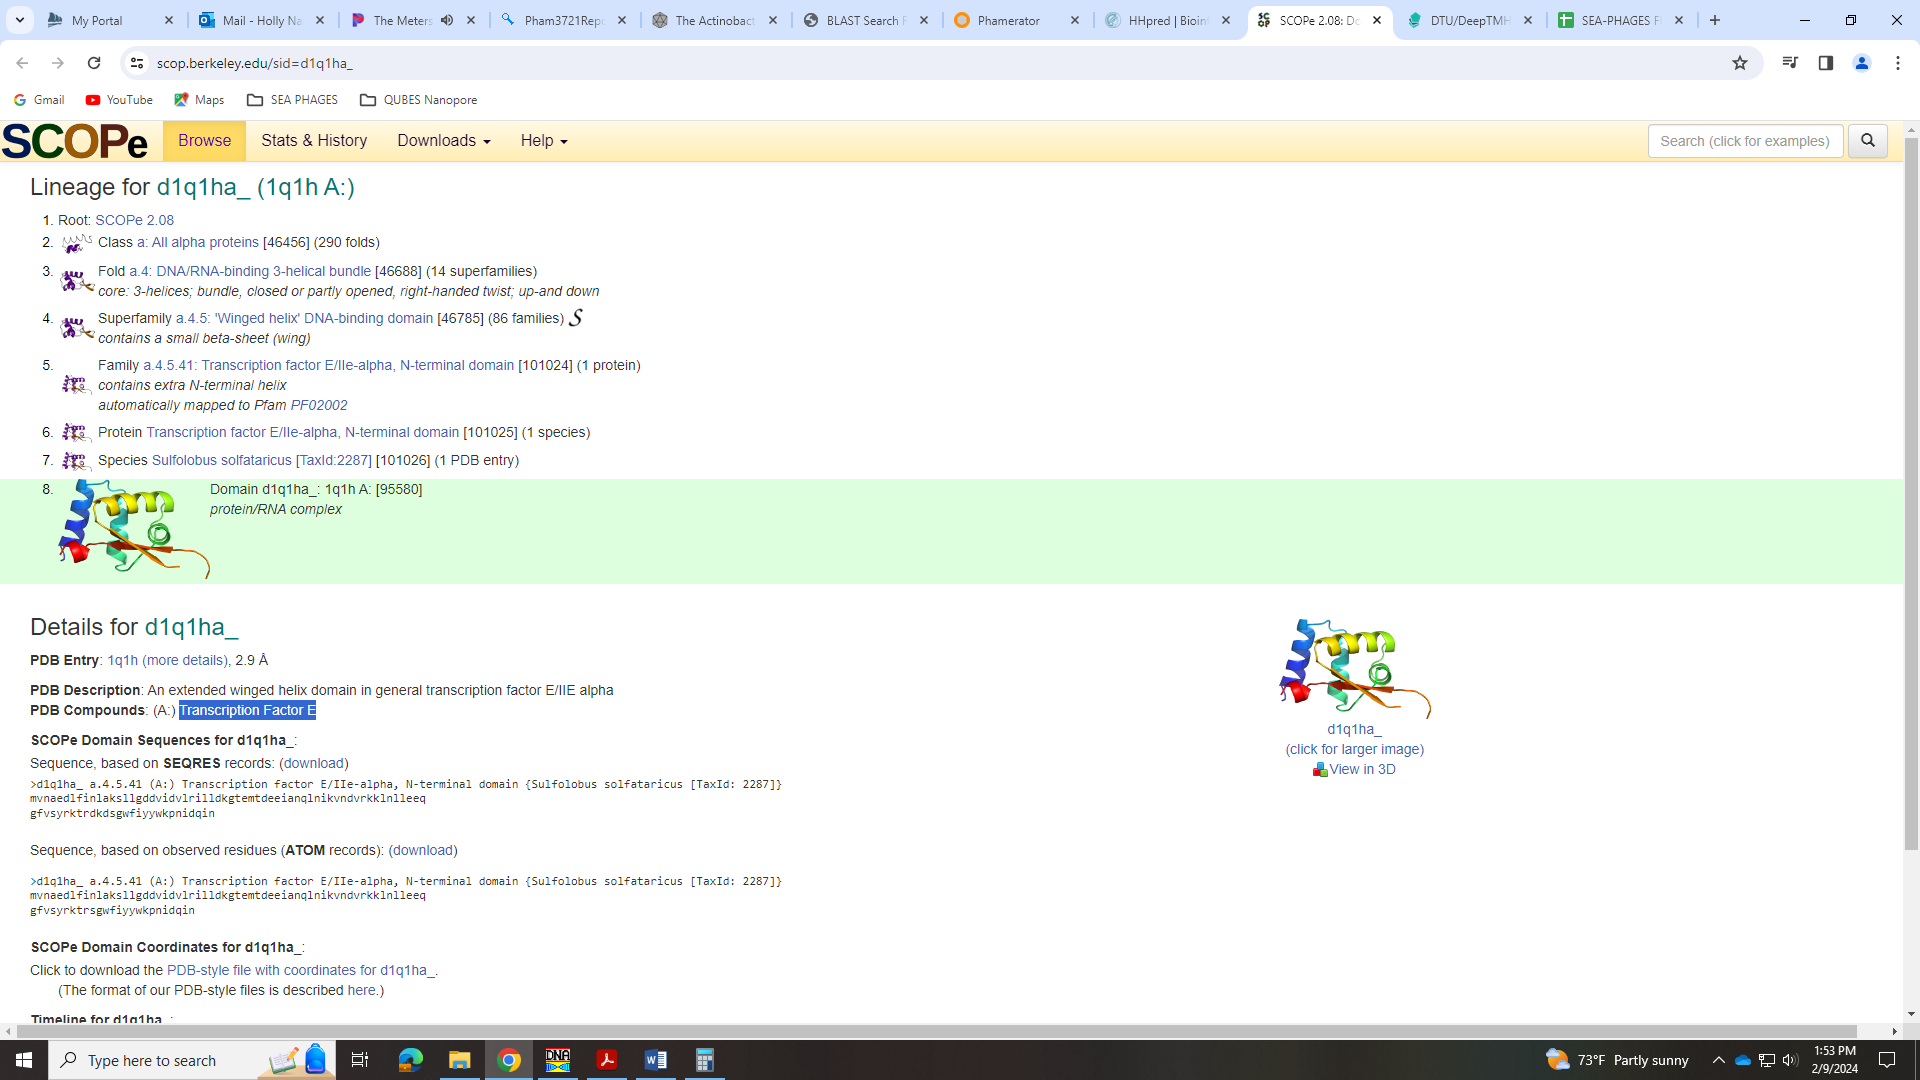 My Portal
Mail - Holly Na
The Meters
Pham3721Repo
The Actinobact
BLAST Search R
Phamerator
HHpred | Bioinf
SCOPe 2.08: Do
DTU/DeepTMH
SEA-PHAGES F
scop.berkeley.edu/sid=d1q1ha_
Gmail
YouTube
Maps
SEA PHAGES
QUBES Nanopore
SCOPe
Browse
Stats & History
Downloads
Help
Search (click for examples)
Lineage for d1q1ha_ (1q1h A:)
1. Root: SCOPe 2.08
2. Class a: All alpha proteins [46456] (290 folds)
3. Fold a.4: DNA/RNA-binding 3-helical bundle [46688] (14 superfamilies)
core: 3-helices; bundle, closed or partly opened, right-handed twist; up-and down
4. Superfamily a.4.5: 'Winged helix' DNA-binding domain [46785] (86 families) S
contains a small beta-sheet (wing)
5. Family a.4.5.41: Transcription factor E/IIe-alpha, N-terminal domain [101024] (1 protein)
contains extra N-terminal helix
automatically mapped to Pfam PF02002
6. Protein Transcription factor E/IIe-alpha, N-terminal domain [101025] (1 species)
7. Species Sulfolobus solfataricus [TaxId:2287] [101026] (1 PDB entry)
8. Domain d1q1ha_: 1q1h A: [95580]
protein/RNA complex
Details for d1q1ha_
PDB Entry: 1q1h (more details), 2.9 Å
PDB Description: An extended winged helix domain in general transcription factor E/IIE alpha
PDB Compounds: (A:) Transcription Factor E
SCOPe Domain Sequences for d1q1ha_:
Sequence, based on SEQRES records: (download)
>d1q1ha_ a.4.5.41 (A:) Transcription factor E/IIe-alpha, N-terminal domain {Sulfolobus solfataricus [TaxId: 2287]}
mvnaedlfinlaksllgddvidvlrilldkgtemtdeeianqlnikvndvrkklnlleeq
gfvsyrktrdkdsgwfiyywkpnidqin
Sequence, based on observed residues (ATOM records): (download)
>d1q1ha_ a.4.5.41 (A:) Transcription factor E/IIe-alpha, N-terminal domain {Sulfolobus solfataricus [TaxId: 2287]}
mvnaedlfinlaksllgddvidvlrilldkgtemtdeeianqlnikvndvrkklnlleeq
gfvsyrktrsgwfiyywkpnidqin
SCOPe Domain Coordinates for d1q1ha_:
Click to download the PDB-style file with coordinates for d1q1ha_.
(The format of our PDB-style files is described here.)
Timeline for d1q1ha_:
d1q1ha_
(click for larger image)
View in 3D
Type here to search
DNA
73°F Partly sunny
1:53 PM
2/9/2024